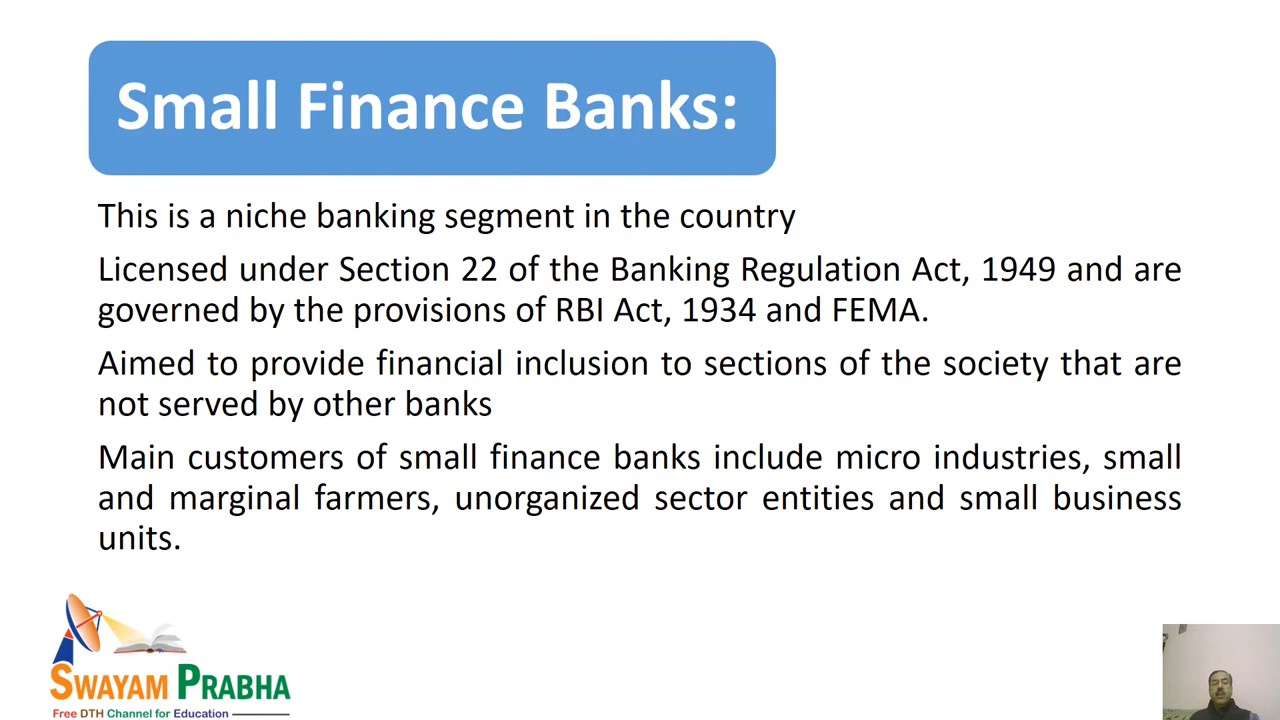 Small Finance Banks:
This is a niche banking segment in the country
Licensed under Section 22 of the Banking Regulation Act, 1949 and are
governed by the provisions of RBI Act, 1934 and FEMA.
Aimed to provide financial inclusion to sections of the society that are
not served by other banks
Main customers of small finance banks include micro industries, small
and marginal farmers, unorganized sector entities and small business
units.
SWAYAM PRABHA
Free DTH Channel for Education